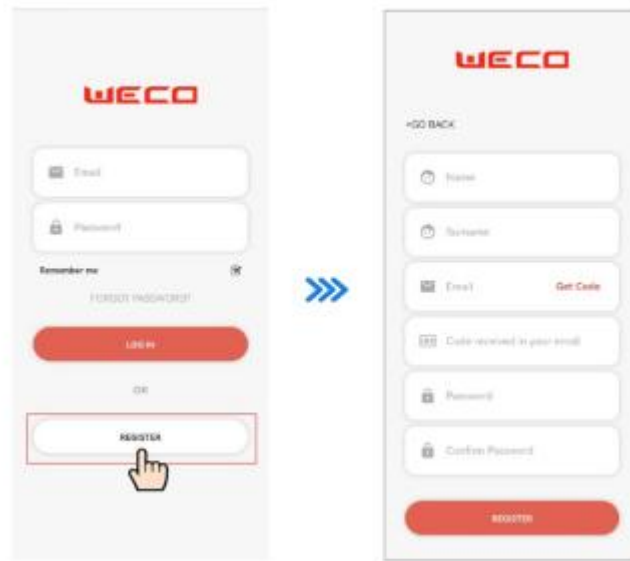 WECO
Email
Password
Remember me
FORGOT PASSWORD?
LOG IN
OR
REGISTER
WECO
<GO BACK
Name
Surname
Email Get Code
Code received in your email
Password
Confirm Password
REGISTER